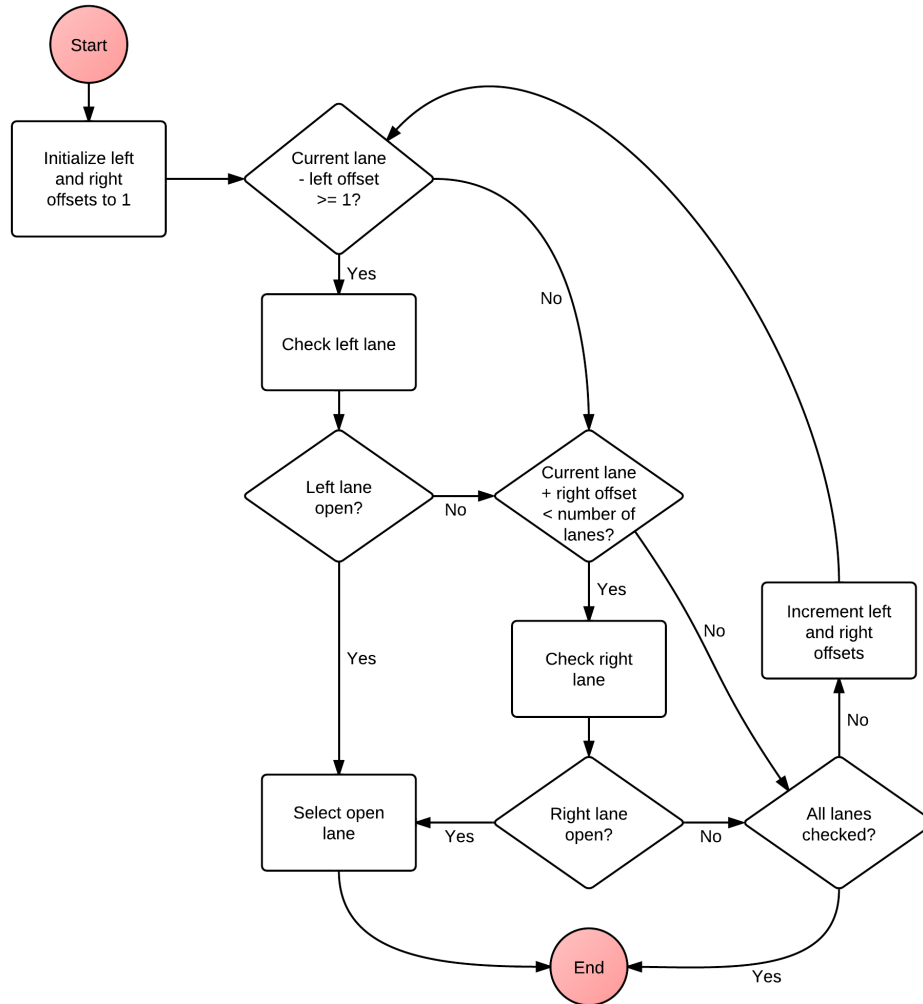 Start
Initialize left
and right
offsets to 1
Current lane
- left offset
>= 1?
Yes
No
Check left lane
Left lane
open?
No
Current lane
+ right offset
< number of
lanes?
Yes
No
Yes
Check right
lane
Increment left
and right
offsets
No
Select open
lane
Yes
Right lane
open?
No
All lanes
checked?
End
Yes